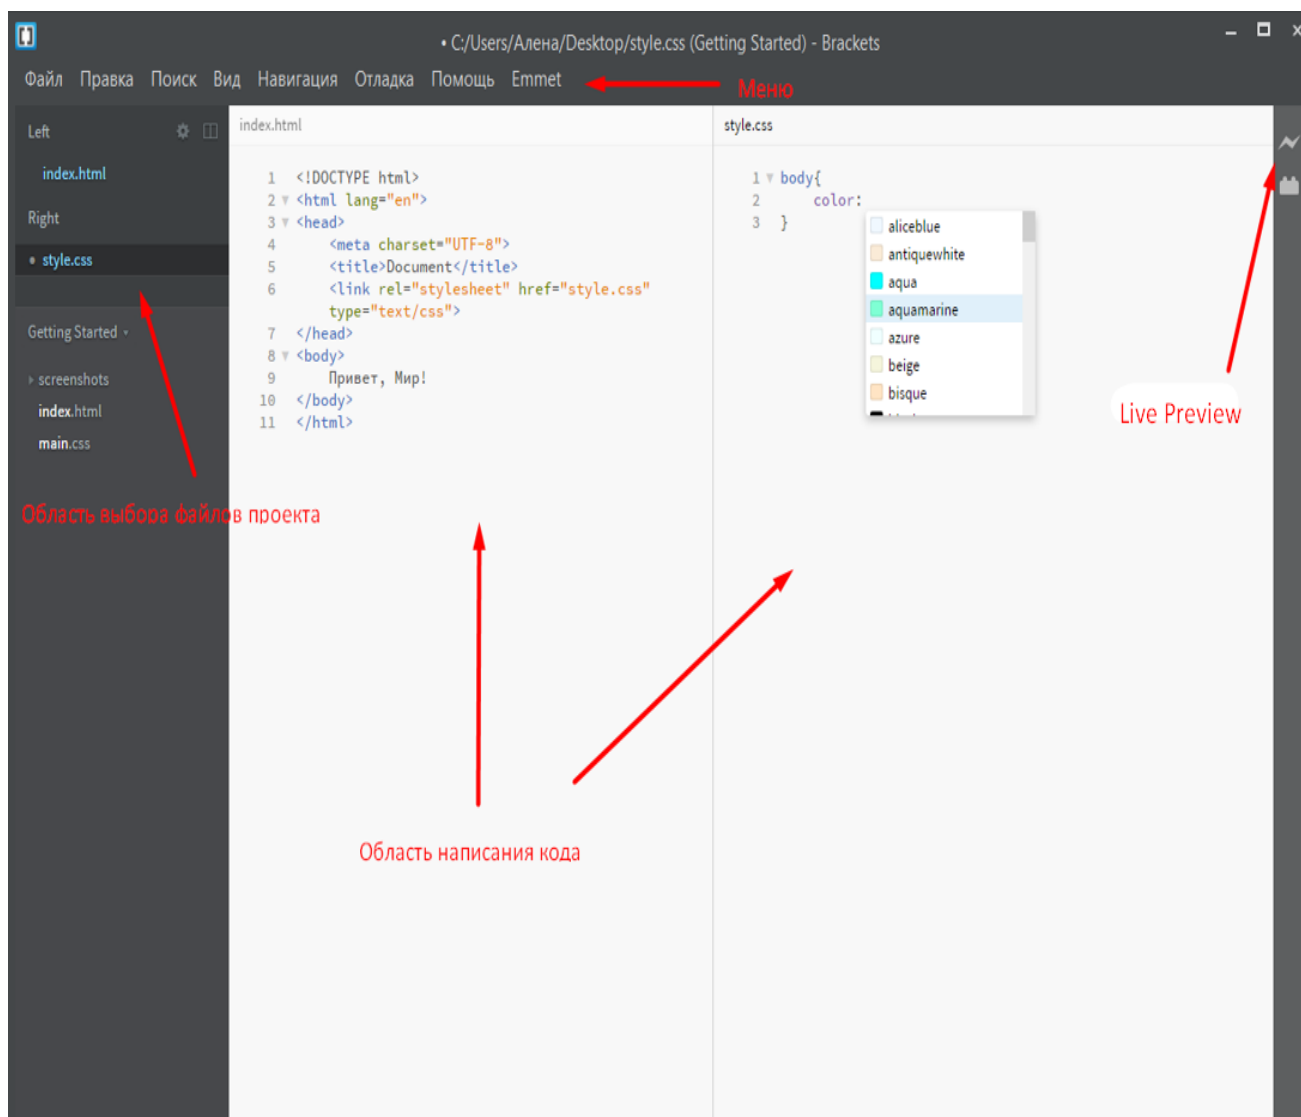 • C:/Users/Алена/Desktop/style.css (Getting Started) - Brackets
Файл Правка Поиск Вид Навигация Отладка Помощь Emmet
Меню
Left
index.html
Right
• style.css
Getting Started
screenshots
index.html
main.css
Область выбора файлов проекта
index.html
1 <!DOCTYPE html>
2 <html lang="en">
3 <head>
4 <meta charset="UTF-8">
5 <title>Document</title>
6 <link rel="stylesheet" href="style.css"
type="text/css">
7 </head>
8 <body>
9 Привет, Мир!
10 </body>
11 </html>
style.css
1 body{
2 color:
3 }
aliceblue
antiquewhite
aqua
aquamarine
azure
beige
bisque
Live Preview
Область написания кода